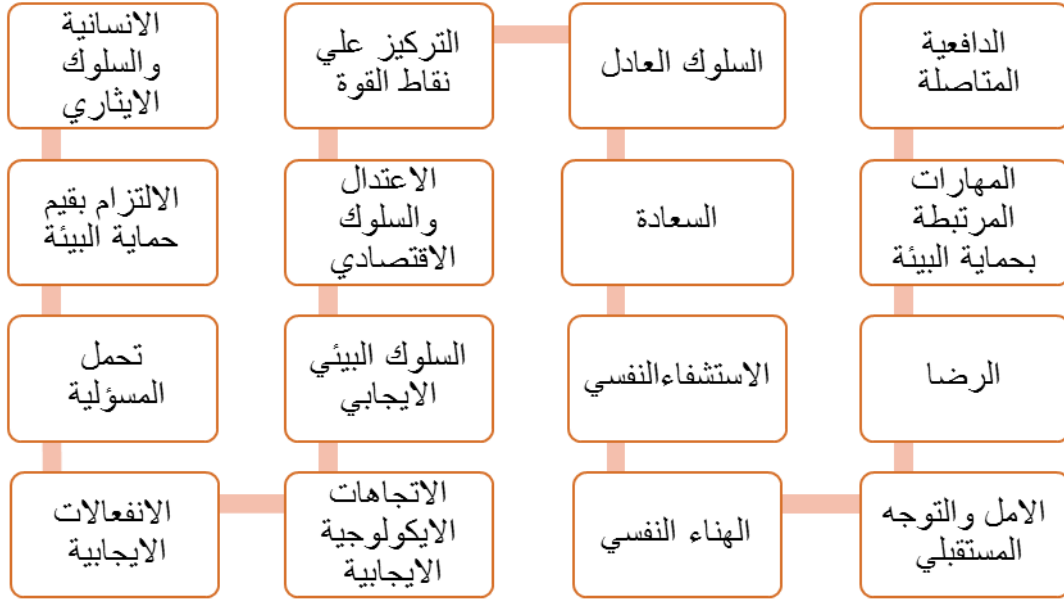 الدافعية
المتاصلة
المهارات
المرتبطة
بحماية البيئة
الرضا
الامل والتوجه
المستقبلي
الهناء النفسي
الاستشفاءالنفسي
السعادة
السلوك العادل
التركيز علي
نقاط القوة
الاعتدال
والسلوك
الاقتصادي
السلوك البيئي
الايجابي
الاتجاهات
الايكولوجية
الايجابية
الانفعالات
الايجابية
تحمل
المسؤلية
الالتزام بقيم
حماية البيئة
الانسانية
والسلوك
الايثاري